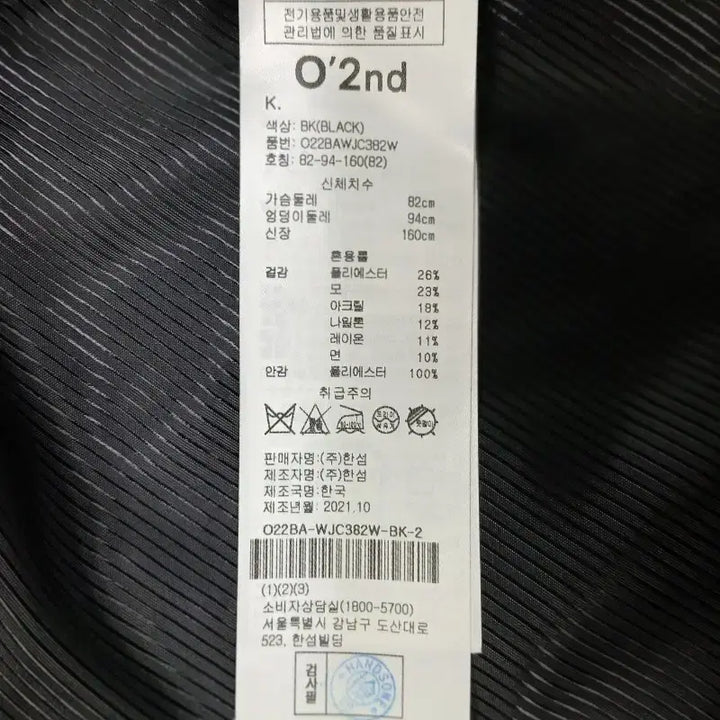 전기용품및생활용품안전
관리법에 의한 품질표시
O'2nd
K.
색상: BK(BLACK)
품번: O22BAWJC382W
호칭: 82-94-160(82)
신체치수
가슴둘레 82cm
엉덩이둘레 94cm
신장 160cm
혼용률
겉감 폴리에스터 26%
모 23%
아크릴 18%
나일론 12%
레이온 11%
면 10%
안감 폴리에스터 100%
취급주의
판매자명:(주)한섬
제조자명:(주)한섬
제조국명:한국
제조년월: 2021.10
O22BA-WJC382W-BK-2
(1)(2)(3)
소비자상담실(1800-5700)
서울특별시 강남구 도산대로
523, 한섬빌딩
검사필
HANDSOME